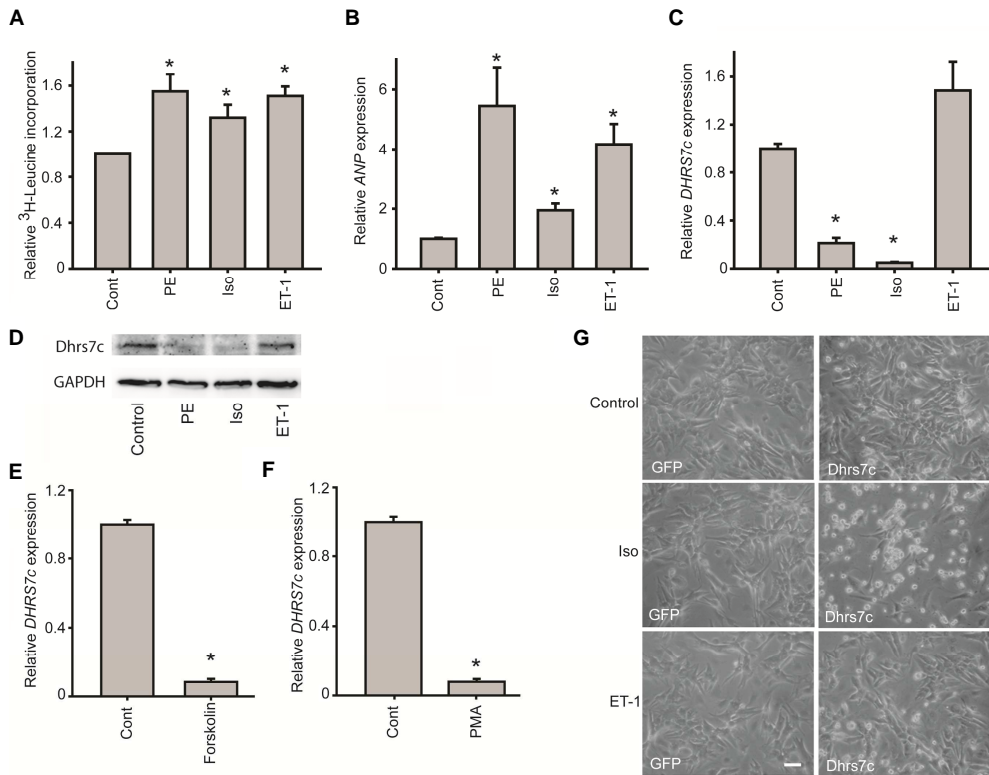 A
Relative ³H-Leucine incorporation
1.6
1.2
0.8
0.4
0
*
*
*
Cont
PE
Iso
ET-1
B
Relative ANP expression
6
4
2
0
*
*
*
Cont
PE
Iso
ET-1
C
Relative DHRS7c expression
1.6
1.2
0.8
0.4
0
*
*
Cont
PE
Iso
ET-1
D
Dhrs7c
GAPDH
Control
PE
Iso
ET-1
E
Relative DHRS7c expression
1.2
0.8
0.4
0
*
Cont
Forskolin
F
Relative DHRS7c expression
1.2
0.8
0.4
0
*
Cont
PMA
G
Control
GFP
Dhrs7c
Iso
GFP
Dhrs7c
ET-1
GFP
Dhrs7c